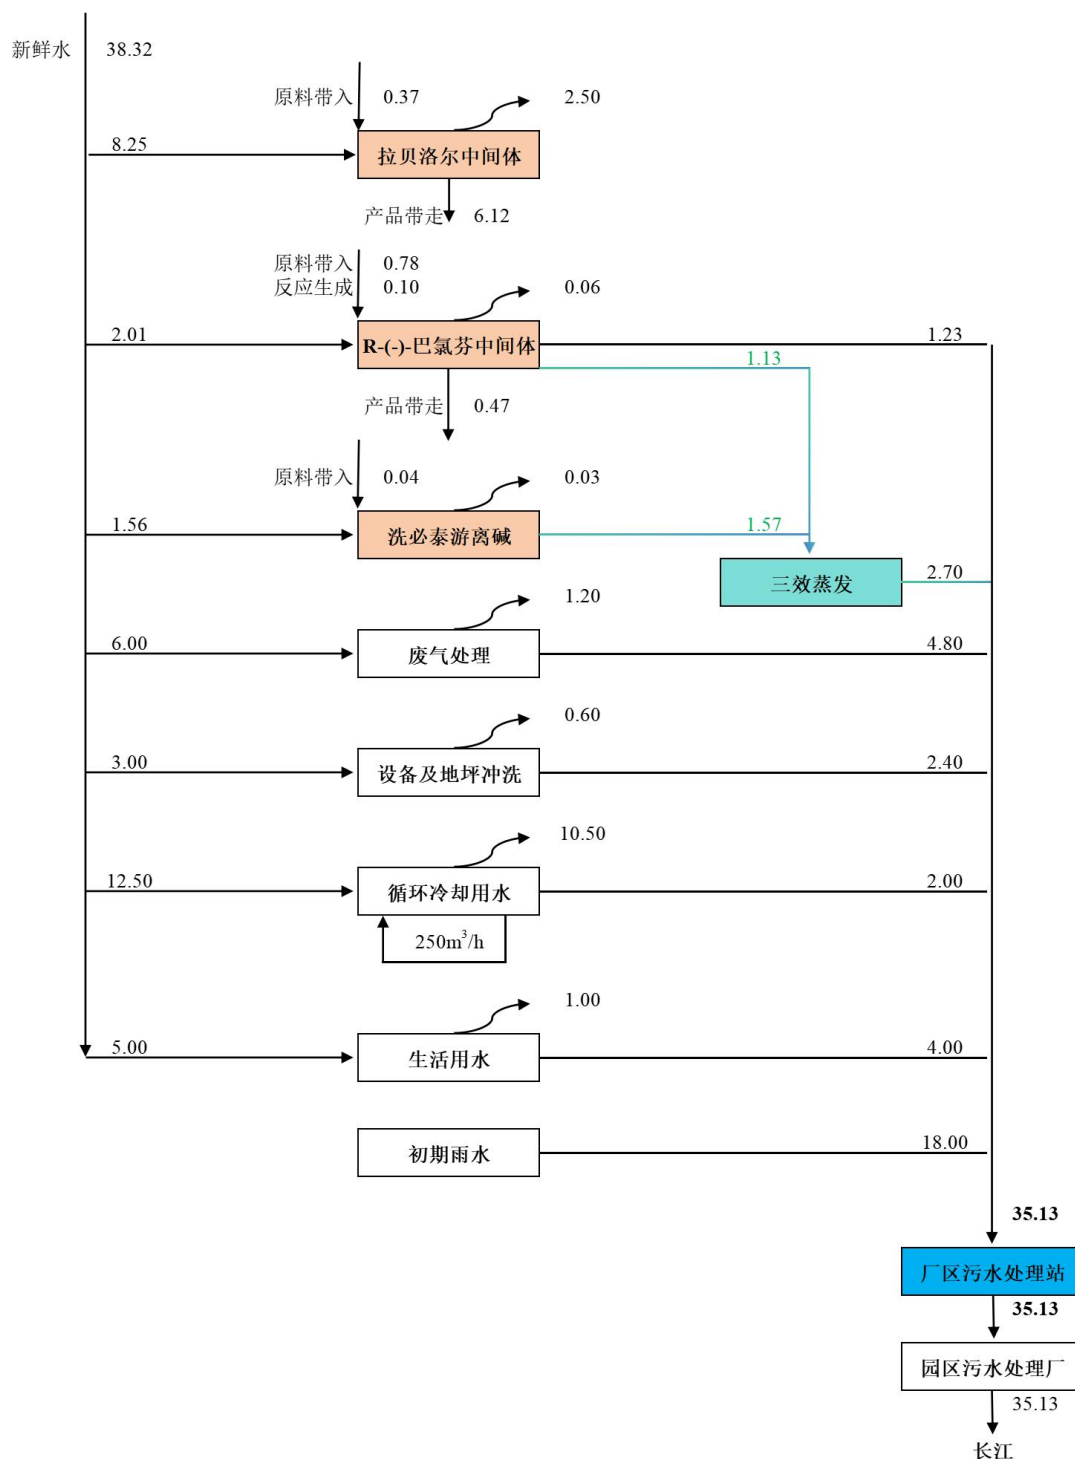 新鲜水 38.32
原料带入 0.37 2.50
8.25 拉贝洛尔中间体
产品带走 6.12
原料带入 0.78
反应生成 0.10 0.06
2.01 R-(-)-巴氯芬中间体 1.23
1.13
产品带走 0.47
原料带入 0.04 0.03
1.56 洗必泰游离碱 1.57
三效蒸发 2.70
1.20
6.00 废气处理 4.80
0.60
3.00 设备及地坪冲洗 2.40
10.50
12.50 循环冷却用水 2.00
250m³/h
1.00
5.00 生活用水 4.00
初期雨水 18.00
35.13
厂区污水处理站
35.13
园区污水处理厂
35.13
长江